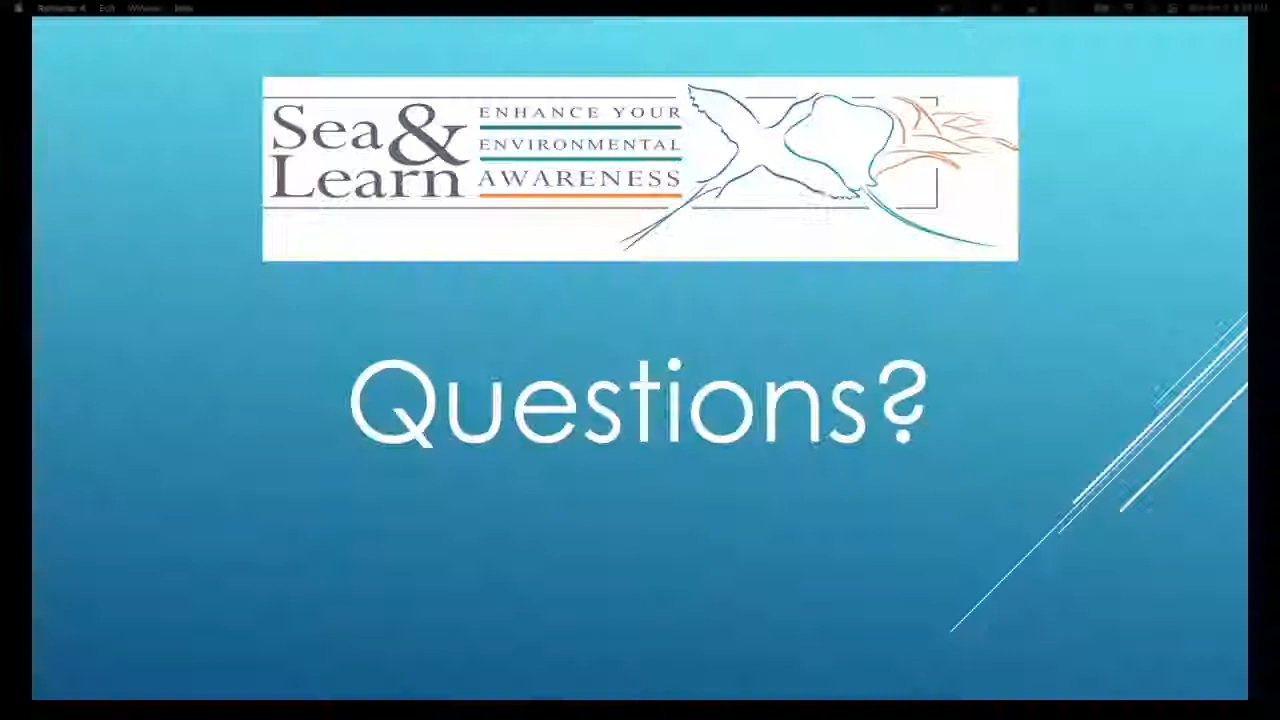 Sea &
Learn
ENHANCE YOUR
ENVIRONMENTAL
AWARENESS
Questions?